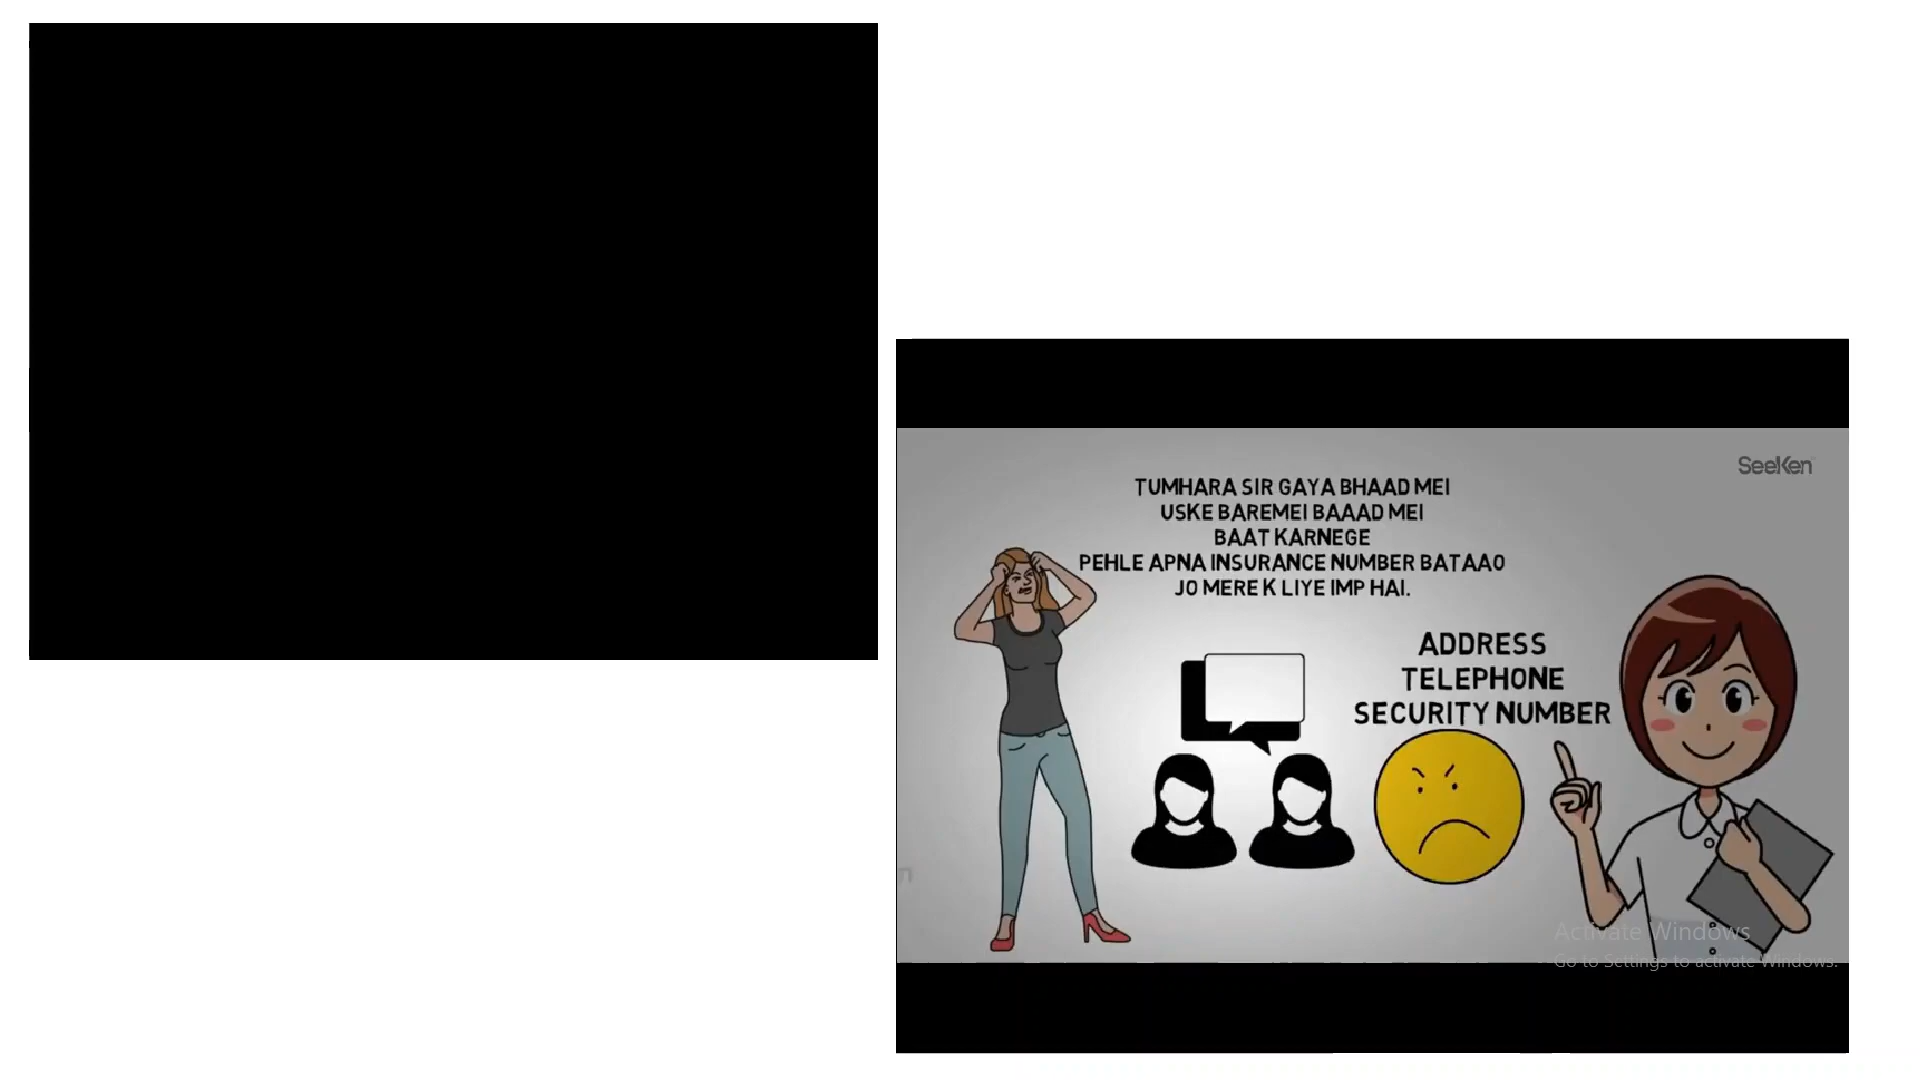 SeeKen
TUMHARA SIR GAYA BHAAD MEI
USKE BAREMEI BAAAD MEI
BAAT KARNEGE
PEHLE APNA INSURANCE NUMBER BATAAO
JO MERE K LIYE IMP HAI.
ADDRESS
TELEPHONE
SECURITY NUMBER
Activate Windows
Go to Settings to activate Windows.